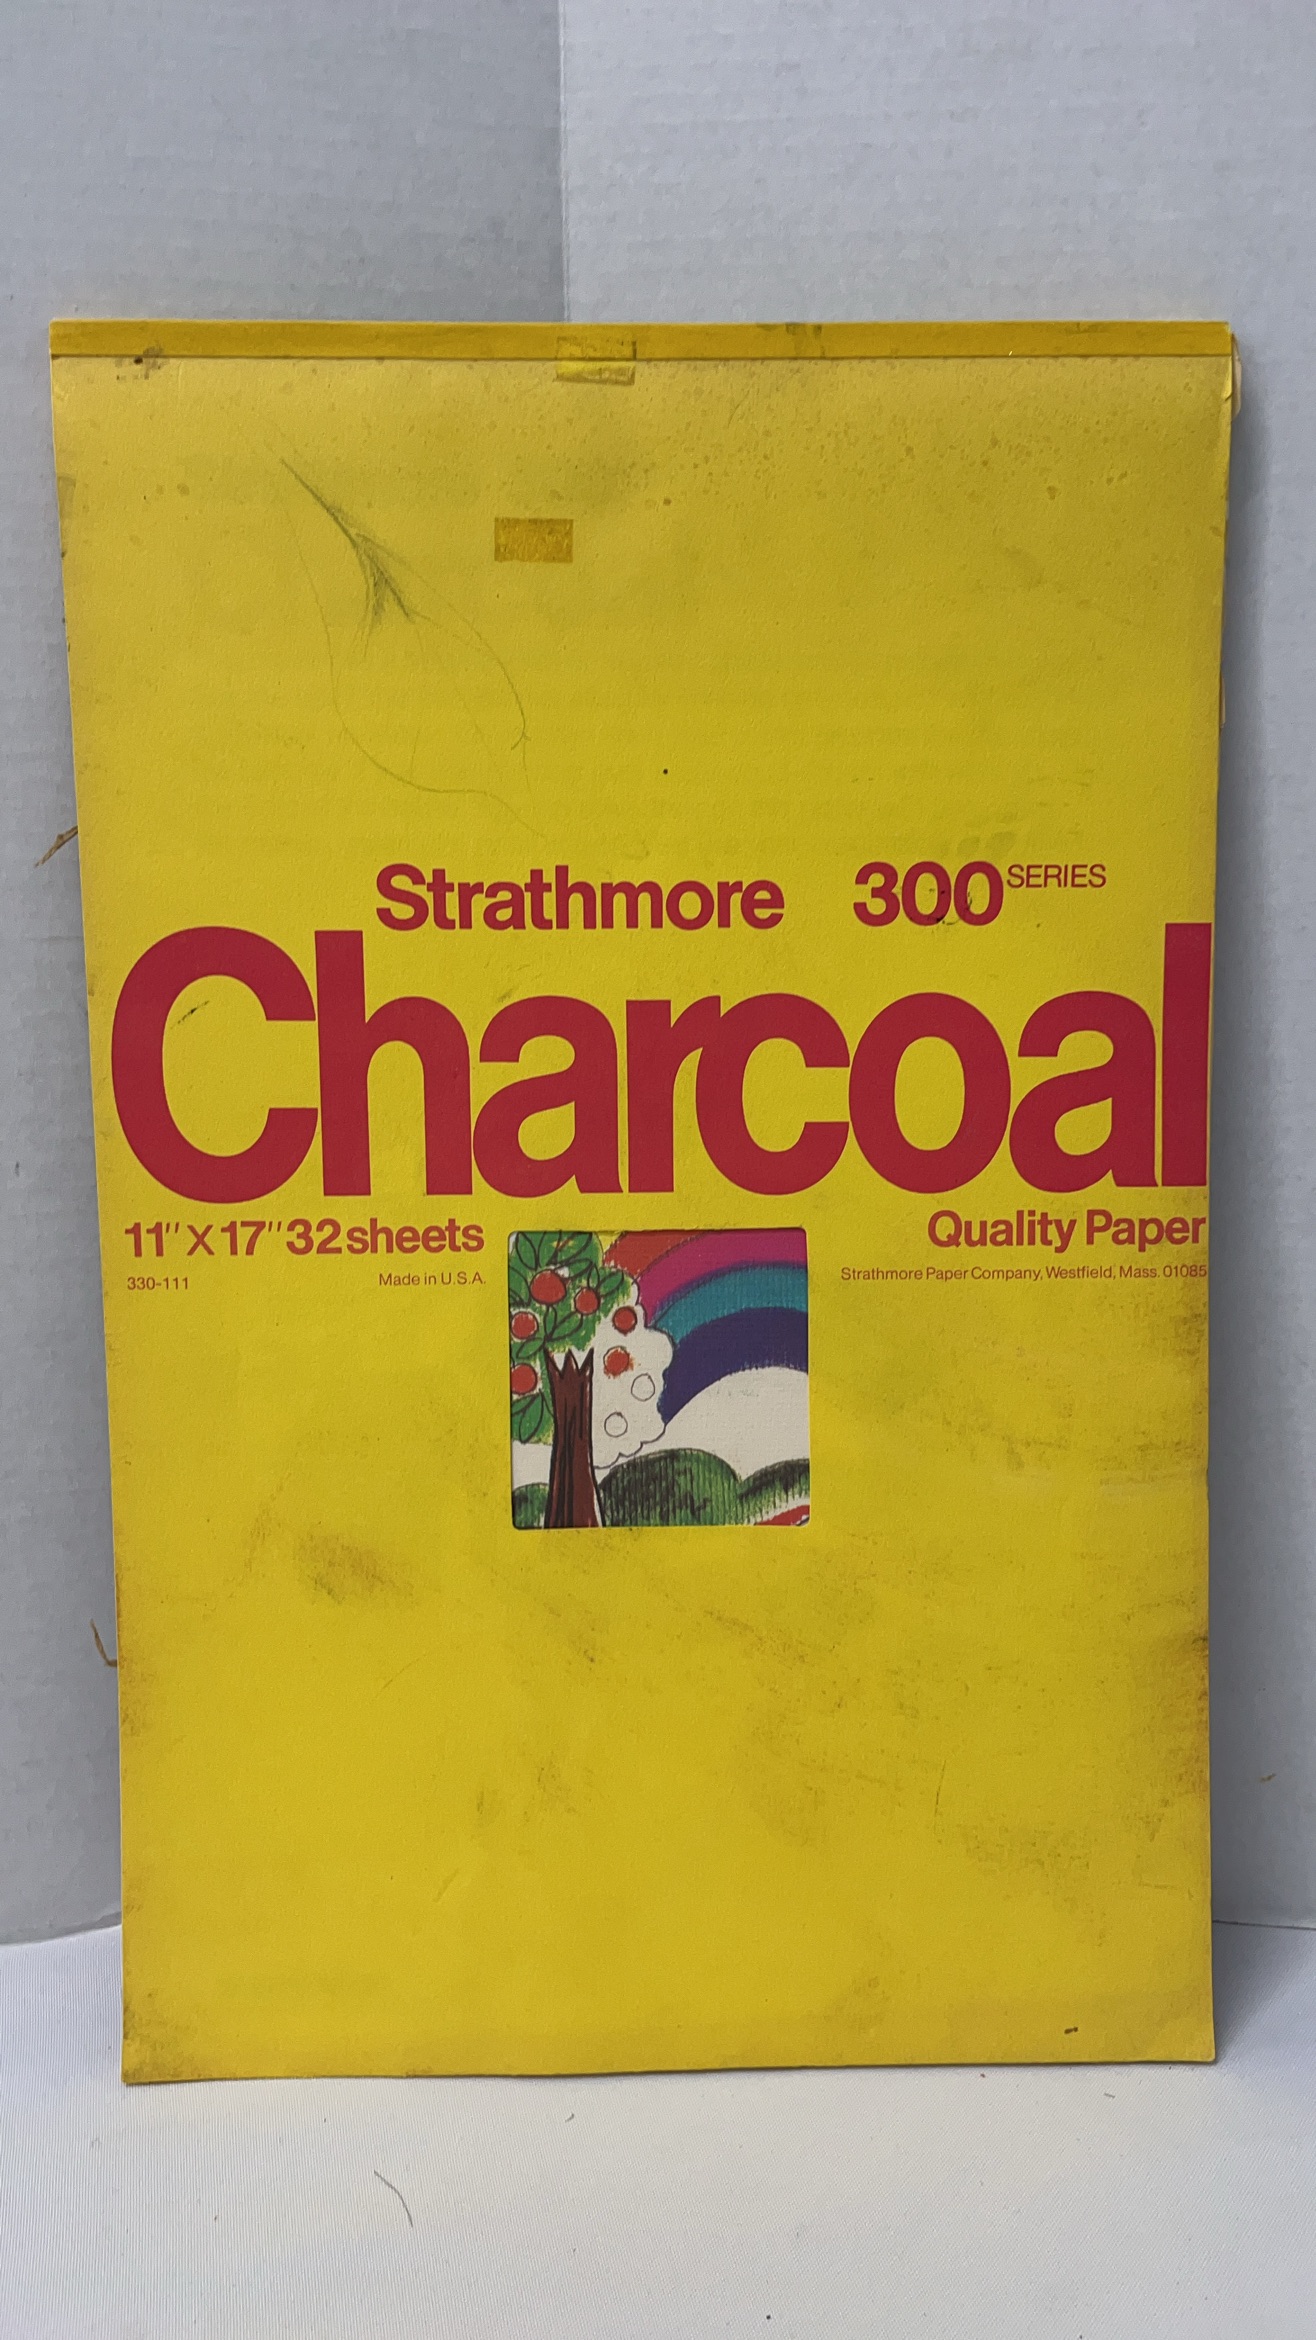 Strathmore 300 SERIES
Charcoal
11" X 17" 32 sheets
Quality Paper
330-111
Made in U.S.A.
Strathmore Paper Company, Westfield, Mass. 01085